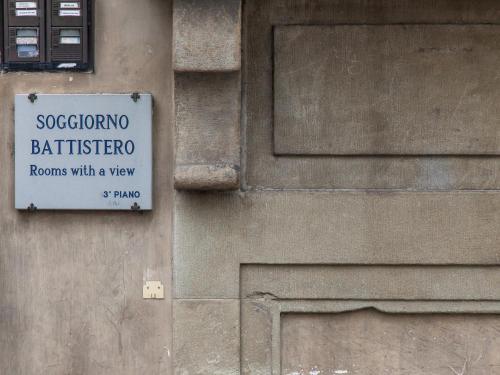 SOGGIORNO
BATTISTERO
Rooms with a view
3° PIANO